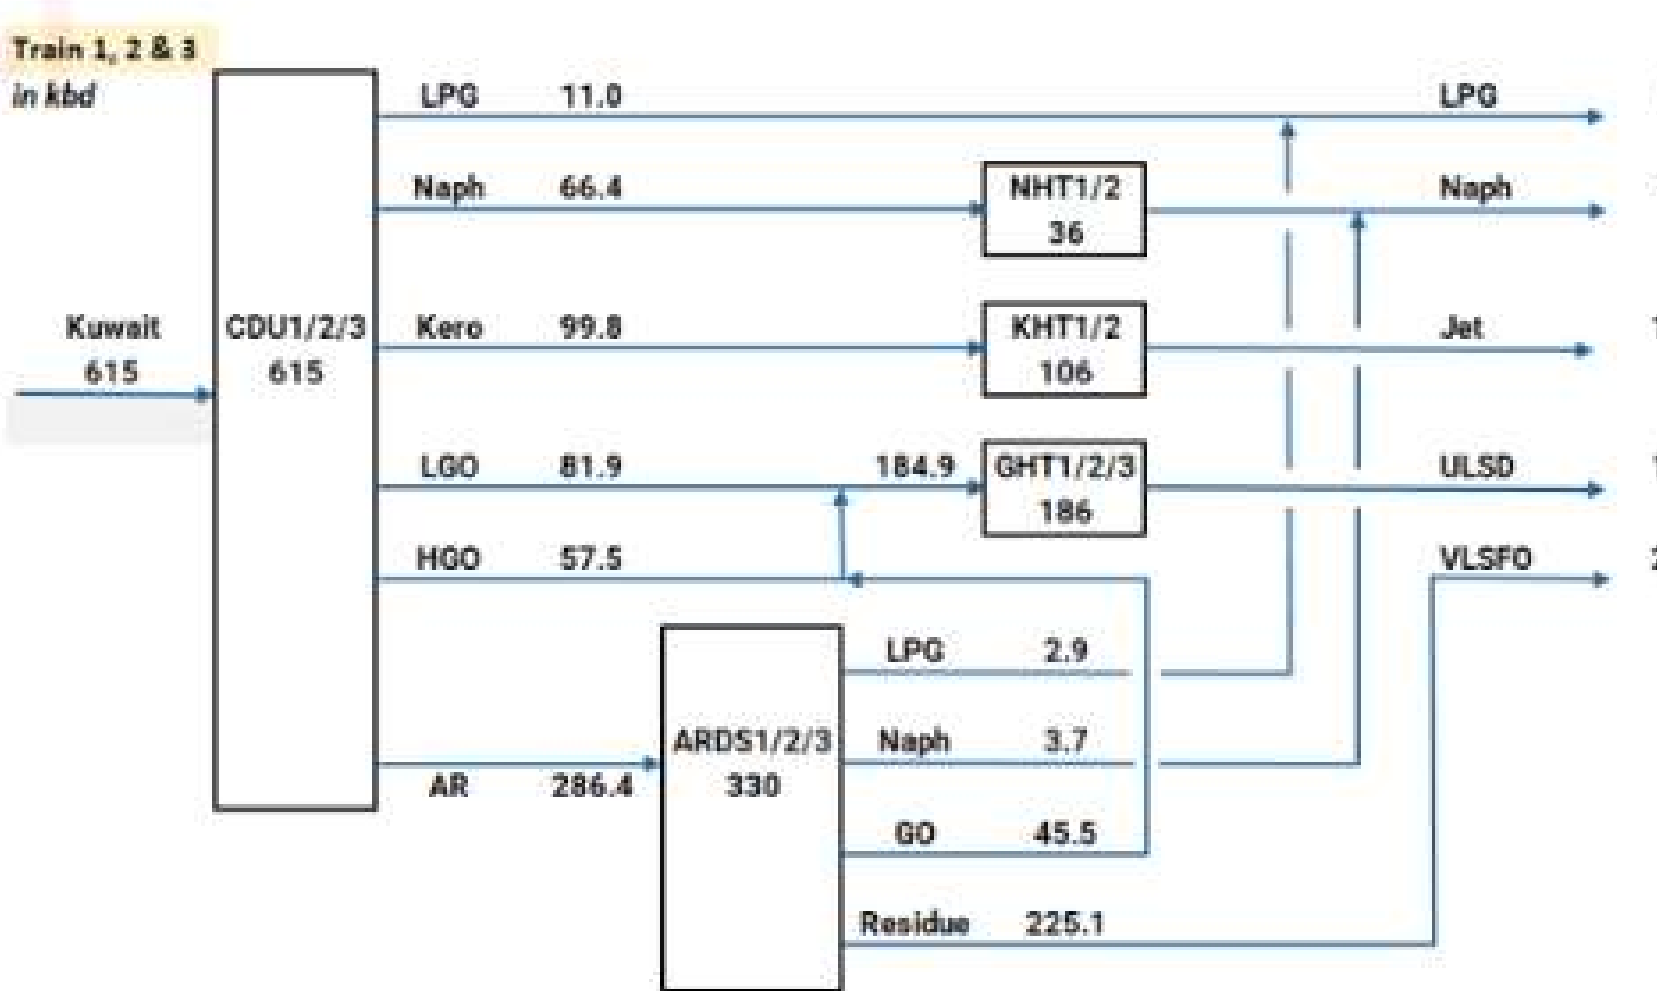 Train 1, 2 & 3
in kbd
LPG 11.0 LPG
Naph 66.4 NHT1/2 Naph
36
Kuwait CDU1/2/3 Kero 99.8 KHT1/2 Jet 1
615 615 106
LGO 81.9 184.9 GHT1/2/3 ULSD 1
186
HGO 57.5 VLSFO 2
LPG 2.9
ARDS1/2/3 Naph 3.7
AR 286.4 330
GO 45.5
Residue 225.1